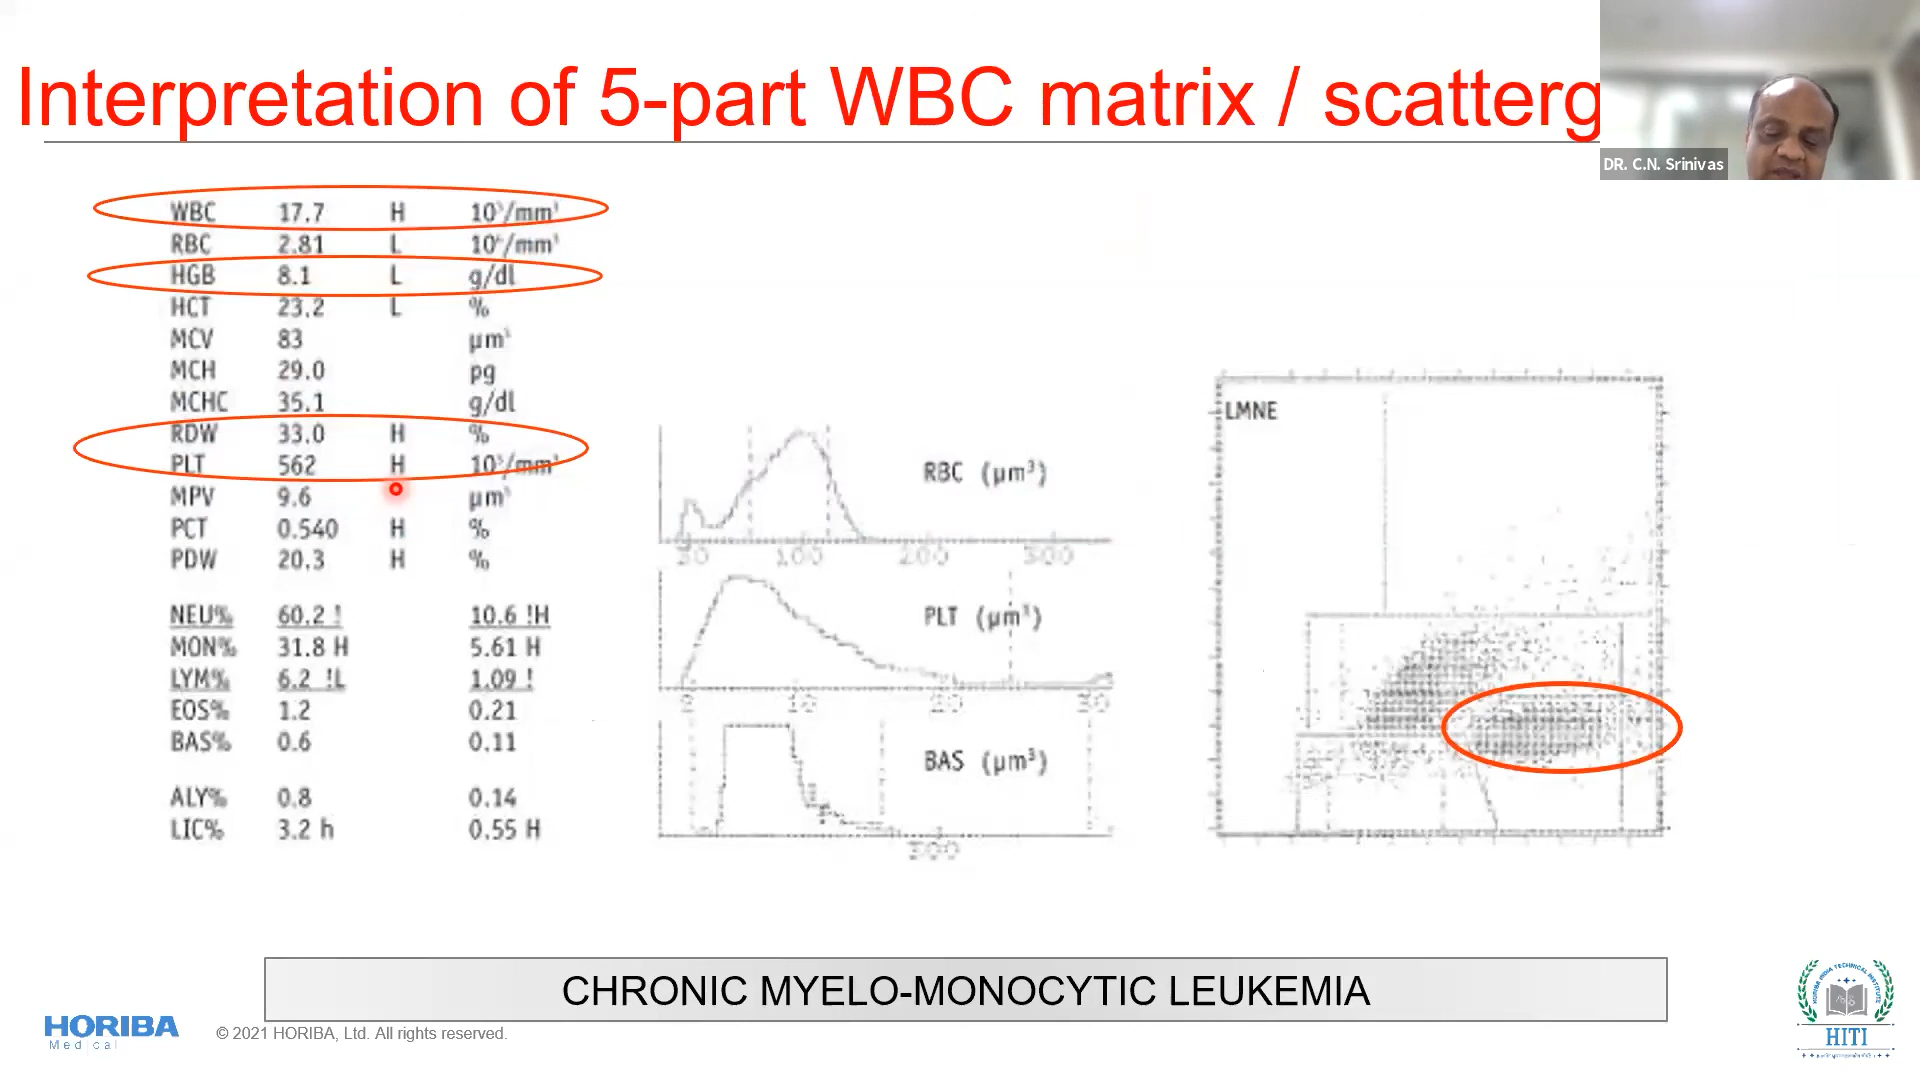 Interpretation of 5-part WBC matrix / scatterg
DR. C.N. Srinivas
WBC 17.7 H 10³/mm³
RBC 2.81 L 10⁶/mm³
HGB 8.1 L g/dl
HCT 23.2 L %
MCV 83 µm³
MCH 29.0 pg
MCHC 35.1 g/dl
RDW 33.0 H %
PLT 562 H 10³/mm³
MPV 9.6 µm³
PCT 0.540 H %
PDW 20.3 H %
NEU% 60.2 ! 10.6 !H
MON% 31.8 H 5.61 H
LYM% 6.2 !L 1.09 !
EOS% 1.2 0.21
BAS% 0.6 0.11
ALY% 0.8 0.14
LIC% 3.2 h 0.55 H
RBC (µm³)
100 200 300
PLT (µm³)
20 30
BAS (µm³)
LMNE
CHRONIC MYELO-MONOCYTIC LEUKEMIA
HORIBA
Medical
© 2021 HORIBA, Ltd. All rights reserved.
HORIBA INDIA TECHNICAL INSTITUTE
HITI